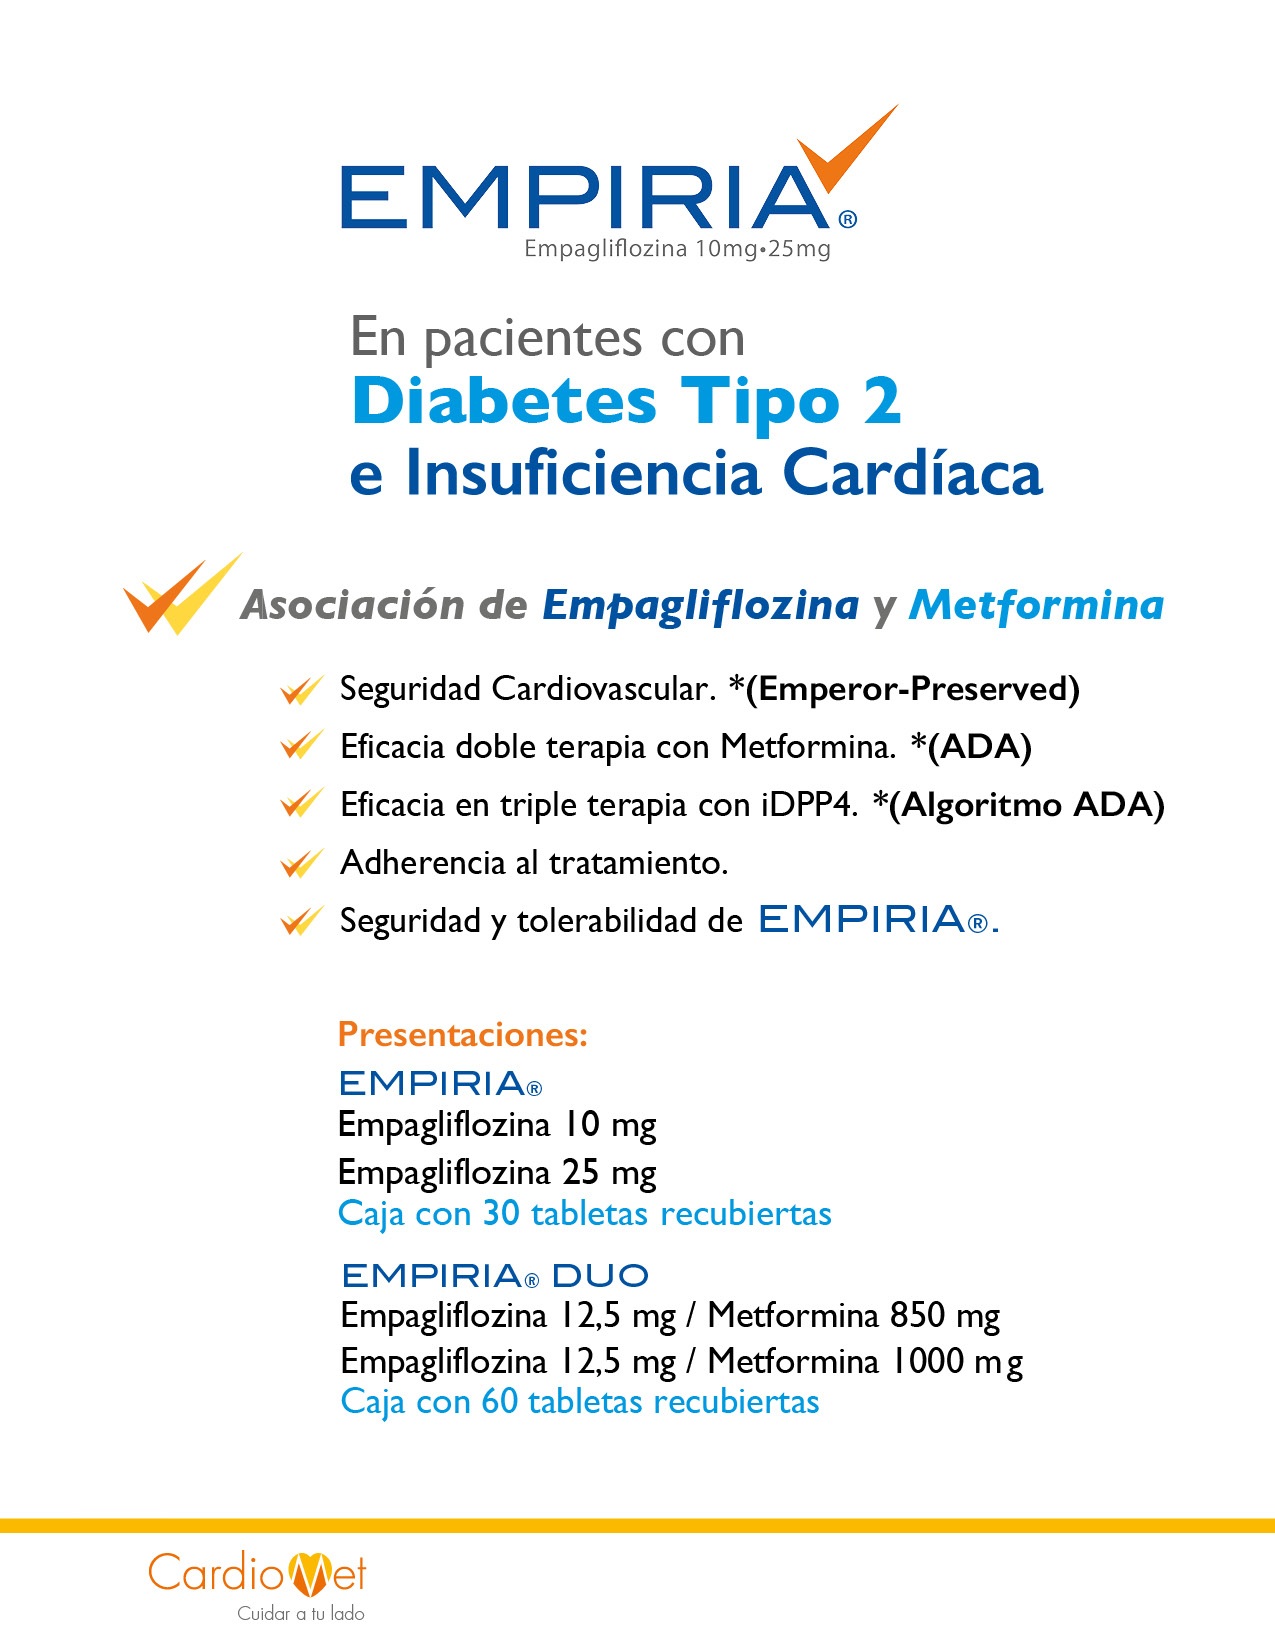 EMPIRIA®
Empagliflozina 10mg•25mg
En pacientes con
Diabetes Tipo 2
e Insuficiencia Cardíaca
Asociación de Empagliflozina y Metformina
Seguridad Cardiovascular. *(Emperor-Preserved)
Eficacia doble terapia con Metformina. *(ADA)
Eficacia en triple terapia con iDPP4. *(Algoritmo ADA)
Adherencia al tratamiento.
Seguridad y tolerabilidad de EMPIRIA®.
Presentaciones:
EMPIRIA®
Empagliflozina 10 mg
Empagliflozina 25 mg
Caja con 30 tabletas recubiertas
EMPIRIA® DUO
Empagliflozina 12,5 mg / Metformina 850 mg
Empagliflozina 12,5 mg / Metformina 1000 mg
Caja con 60 tabletas recubiertas
CardioMet
Cuidar a tu lado